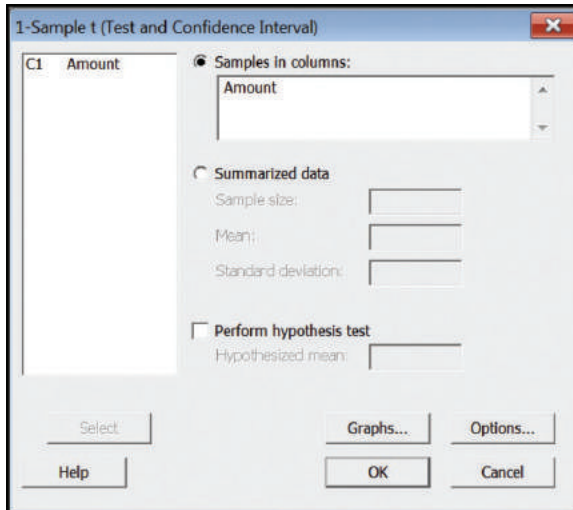 1-Sample t (Test and Confidence Interval)
C1 Amount
Samples in columns:
Amount
Summarized data
Sample size:
Mean:
Standard deviation:
Perform hypothesis test
Hypothesized mean:
Select
Graphs...
Options...
Help
OK
Cancel